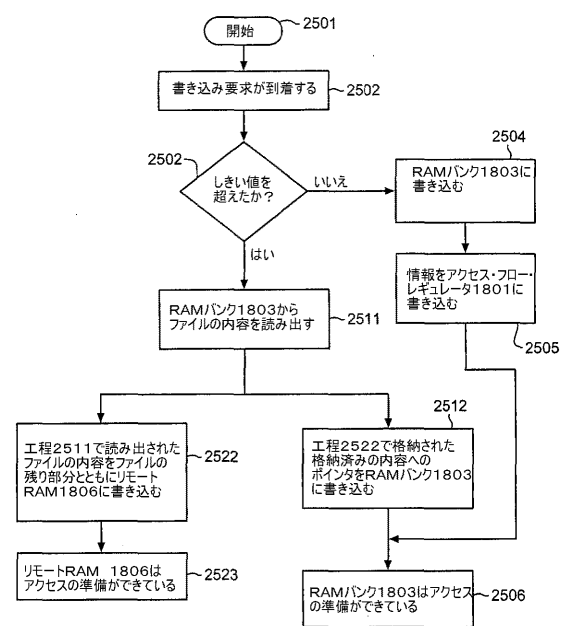 開始
2501
書き込み要求が到着する
2502
2502
しきい値を
超えたか?
いいえ
はい
2504
RAMバンク1803に
書き込む
情報をアクセス・フロー・
レギュレータ1801に
書き込む
2505
RAMバンク1803から
ファイルの内容を読み出す
2511
工程2511で読み出された
ファイルの内容をファイルの
残り部分とともにリモート
RAM1806に書き込む
2522
2512
工程2522で格納された
格納済みの内容への
ポインタをRAMバンク1803
に書き込む
リモートRAM 1806は
アクセスの準備ができている
2523
RAMバンク1803はアクセス
の準備ができている
2506